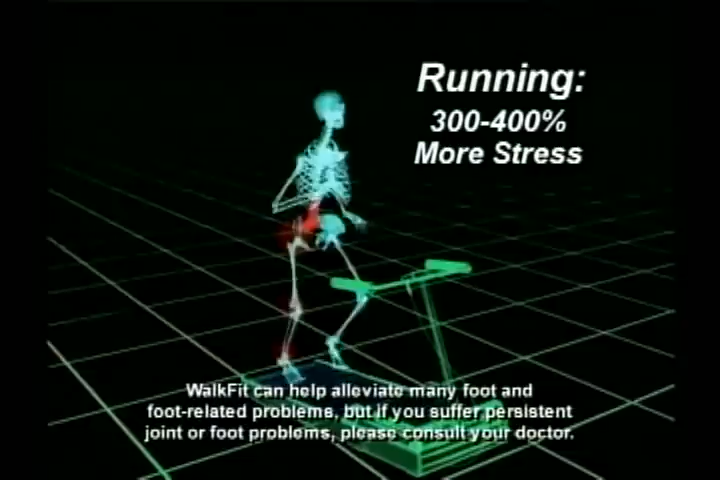 Running:
300-400%
More Stress
WalkFit can help alleviate many foot and
foot-related problems, but if you suffer persistent
joint or foot problems, please consult your doctor.